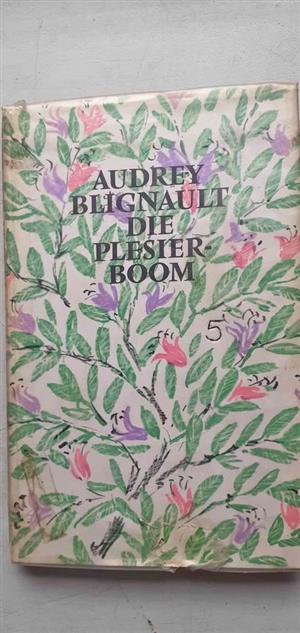 AUDREY
BLIGNAULT
DIE
PLESIER-
BOOM
5